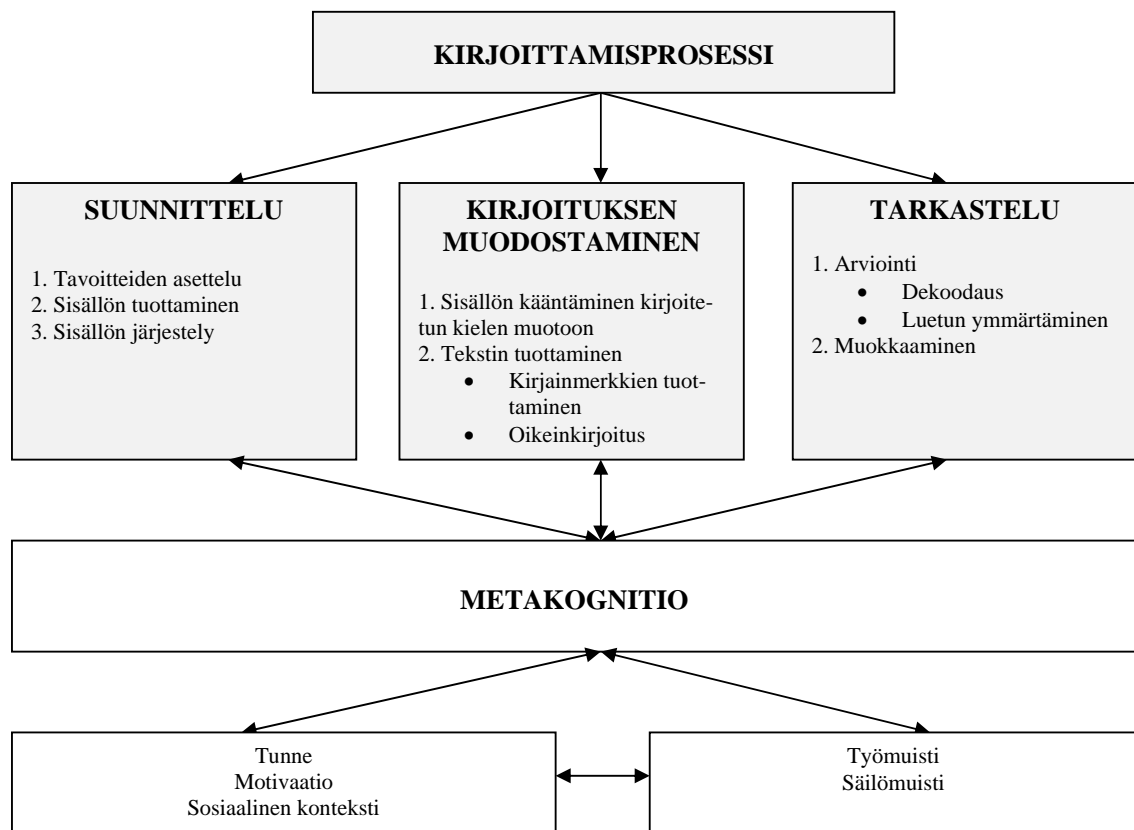 KIRJOITTAMISPROSESSI
SUUNNITTELU
1. Tavoitteiden asettelu
2. Sisällön tuottaminen
3. Sisällön järjestely
KIRJOITUKSEN
MUODOSTAMINEN
1. Sisällön kääntäminen kirjoite-
tun kielen muotoon
2. Tekstin tuottaminen
• Kirjainmerkkien tuot-
taminen
• Oikeinkirjoitus
TARKASTELU
1. Arviointi
• Dekoodaus
• Luetun ymmärtäminen
2. Muokkaaminen
METAKOGNITIO
Tunne
Motivaatio
Sosiaalinen konteksti
Työmuisti
Säilömuisti